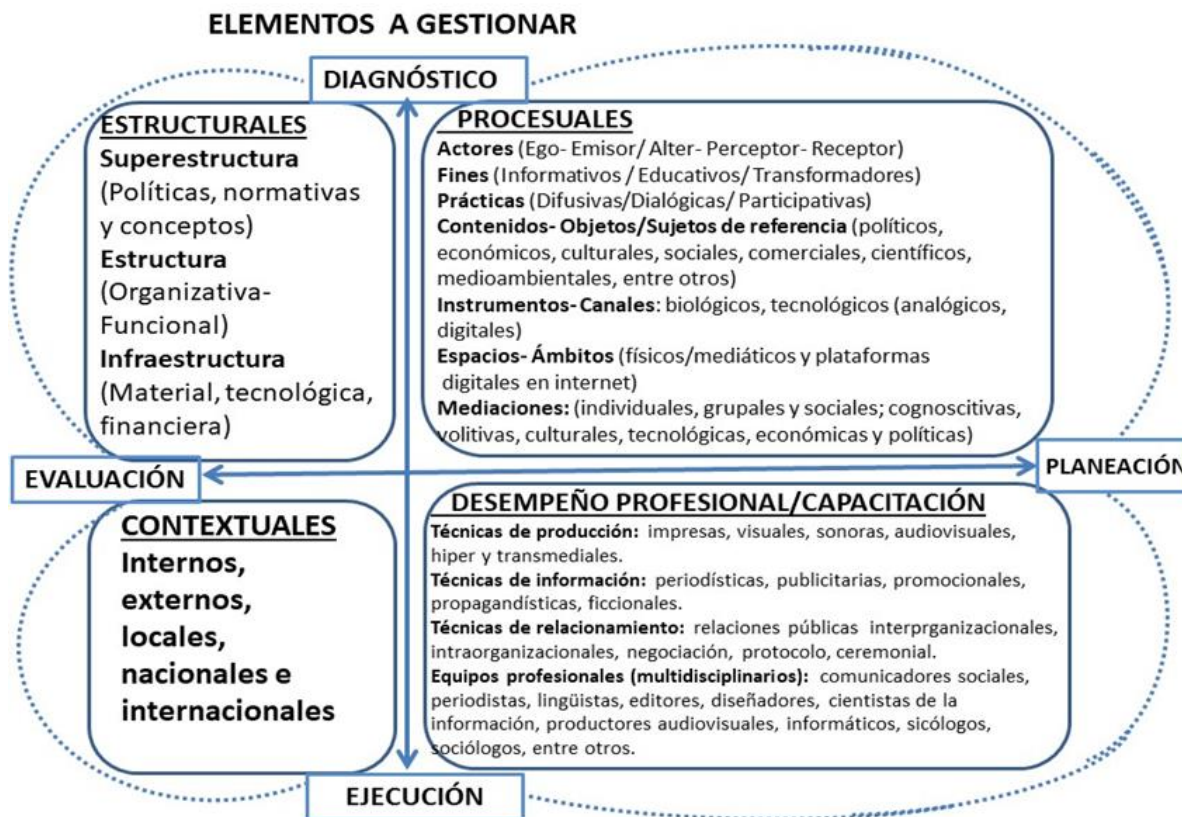 ELEMENTOS A GESTIONAR
DIAGNÓSTICO
ESTRUCTURALES
Superestructura
(Políticas, normativas
y conceptos)
Estructura
(Organizativa-
Funcional)
Infraestructura
(Material, tecnológica,
financiera)
PROCESUALES
Actores (Ego- Emisor/ Alter- Perceptor- Receptor)
Fines (Informativos / Educativos/ Transformadores)
Prácticas (Difusivas/Dialógicas/ Participativas)
Contenidos- Objetos/Sujetos de referencia (políticos,
económicos, culturales, sociales, comerciales, científicos,
medioambientales, entre otros)
Instrumentos- Canales: biológicos, tecnológicos (analógicos,
digitales)
Espacios- Ámbitos (físicos/mediáticos y plataformas
digitales en internet)
Mediaciones: (individuales, grupales y sociales; cognoscitivas,
volitivas, culturales, tecnológicas, económicas y políticas)
EVALUACIÓN
PLANEACIÓN
CONTEXTUALES
Internos,
externos,
locales,
nacionales e
internacionales
DESEMPEÑO PROFESIONAL/CAPACITACIÓN
Técnicas de producción: impresas, visuales, sonoras, audiovisuales,
hiper y transmediales.
Técnicas de información: periodísticas, publicitarias, promocionales,
propagandísticas, ficcionales.
Técnicas de relacionamiento: relaciones públicas interprganizacionales,
intraorganizacionales, negociación, protocolo, ceremonial.
Equipos profesionales (multidisciplinarios): comunicadores sociales,
periodistas, lingüistas, editores, diseñadores, cientistas de la
información, productores audiovisuales, informáticos, sicólogos,
sociólogos, entre otros.
EJECUCIÓN